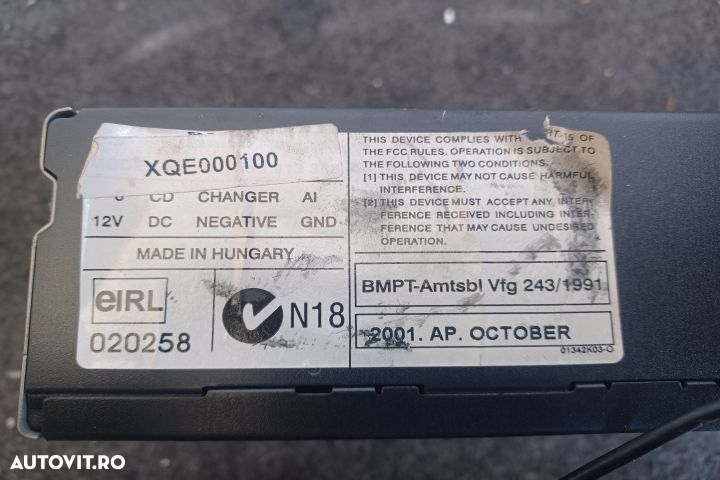 XQE000100
CD CHANGER AI
12V DC NEGATIVE GND
MADE IN HUNGARY
eIRL
020258
N18
THIS DEVICE COMPLIES WITH OF
THE FCC RULES. OPERATION IS SUBJECT TO
THE FOLLOWING TWO CONDITIONS.
[1] THIS DEVICE MAY NOT CAUSE HARMFUL
INTERFERENCE.
[2] THIS DEVICE MUST ACCEPT ANY INTER-
FERENCE RECEIVED INCLUDING INTER-
FERENCE THAT MAY CAUSE UNDESIRED
OPERATION.
BMPT-Amtsbl Vfg 243/1991
2001. AP. OCTOBER
01342K03-O
AUTOVIT.RO
AUTOVIT.RO